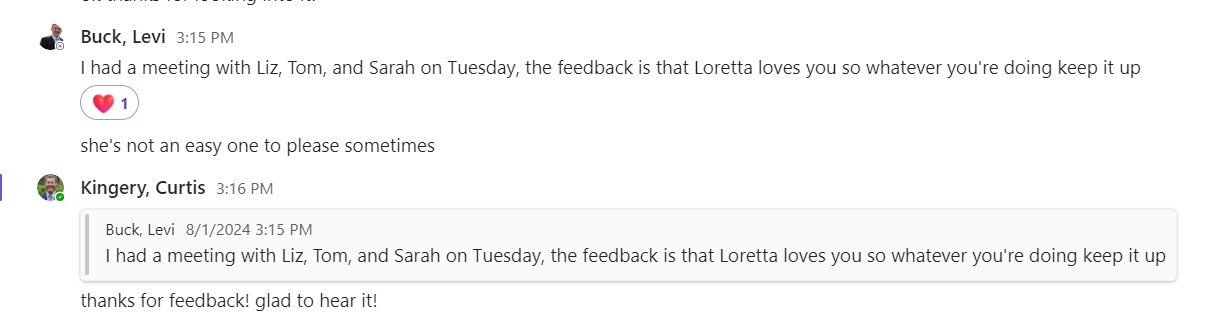 Buck, Levi 3:15 PM
I had a meeting with Liz, Tom, and Sarah on Tuesday, the feedback is that Loretta loves you so whatever you're doing keep it up
1
she's not an easy one to please sometimes
Kingery, Curtis 3:16 PM
Buck, Levi 8/1/2024 3:15 PM
I had a meeting with Liz, Tom, and Sarah on Tuesday, the feedback is that Loretta loves you so whatever you're doing keep it up
thanks for feedback! glad to hear it!